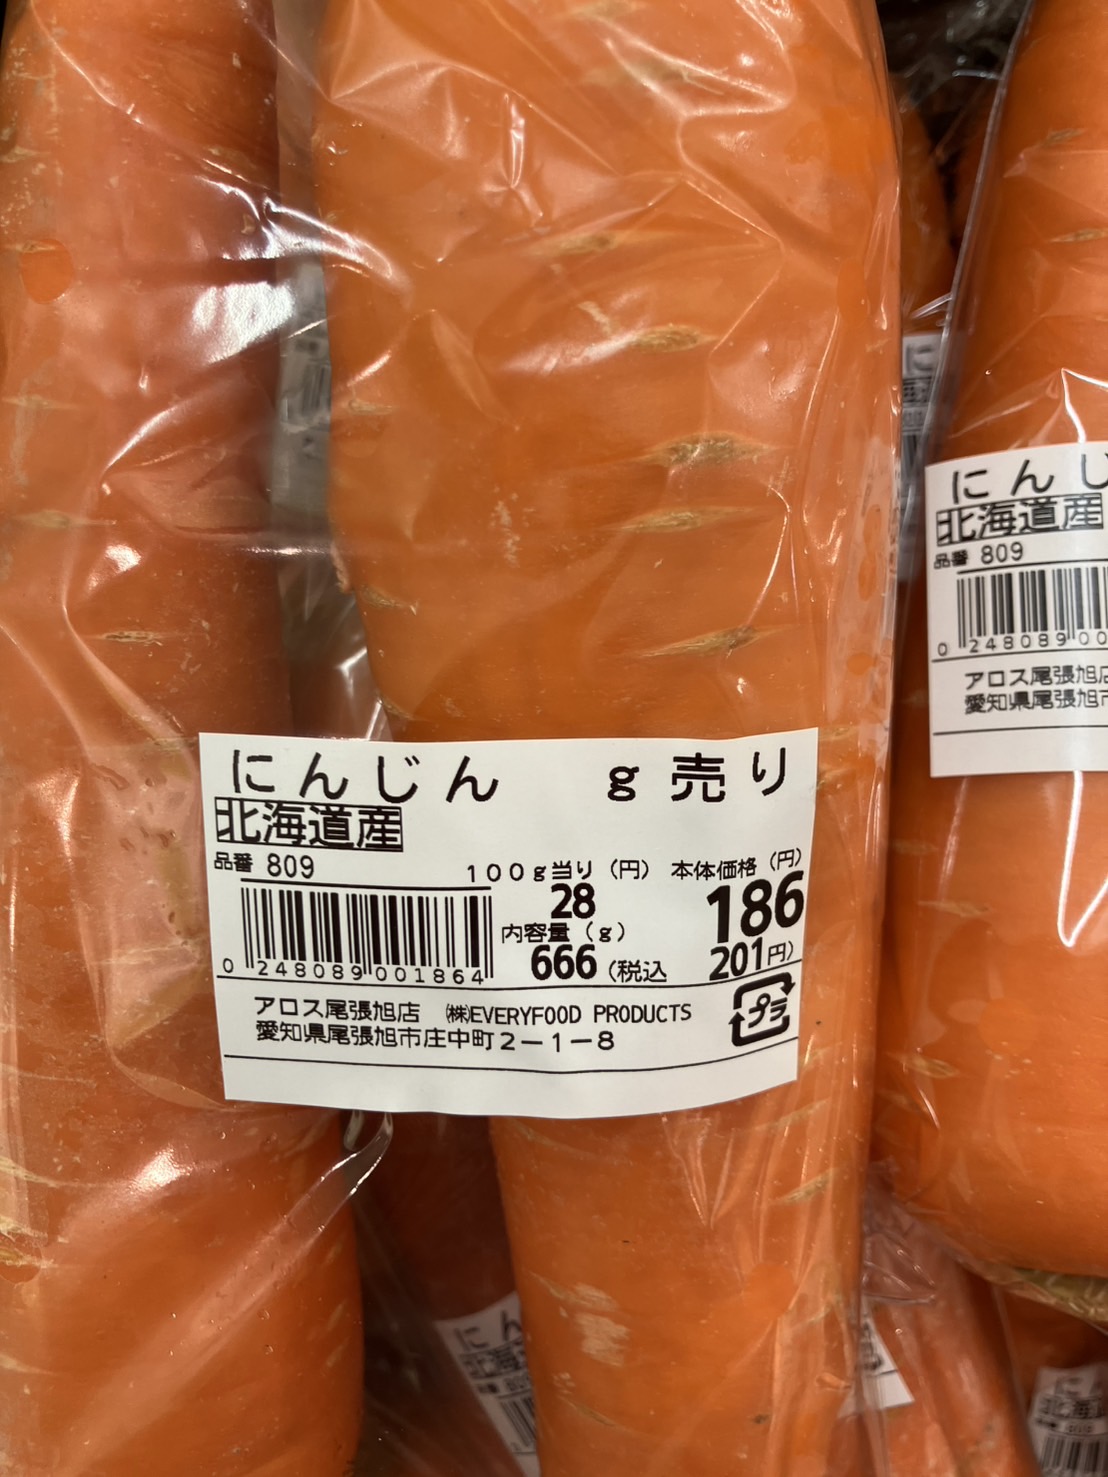 にんじん　ｇ売り
北海道産
品番 809
１００ｇ当り（円）　本体価格（円）
28　186
内容量（ｇ）
666（税込 201円）
0 248089 001864
アロス尾張旭店　㈱EVERYFOOD PRODUCTS
愛知県尾張旭市庄中町２－１－８
プラ
にんじ
北海道産
品番 809
0 248089 00
アロス尾張旭店
愛知県尾張旭市
にん